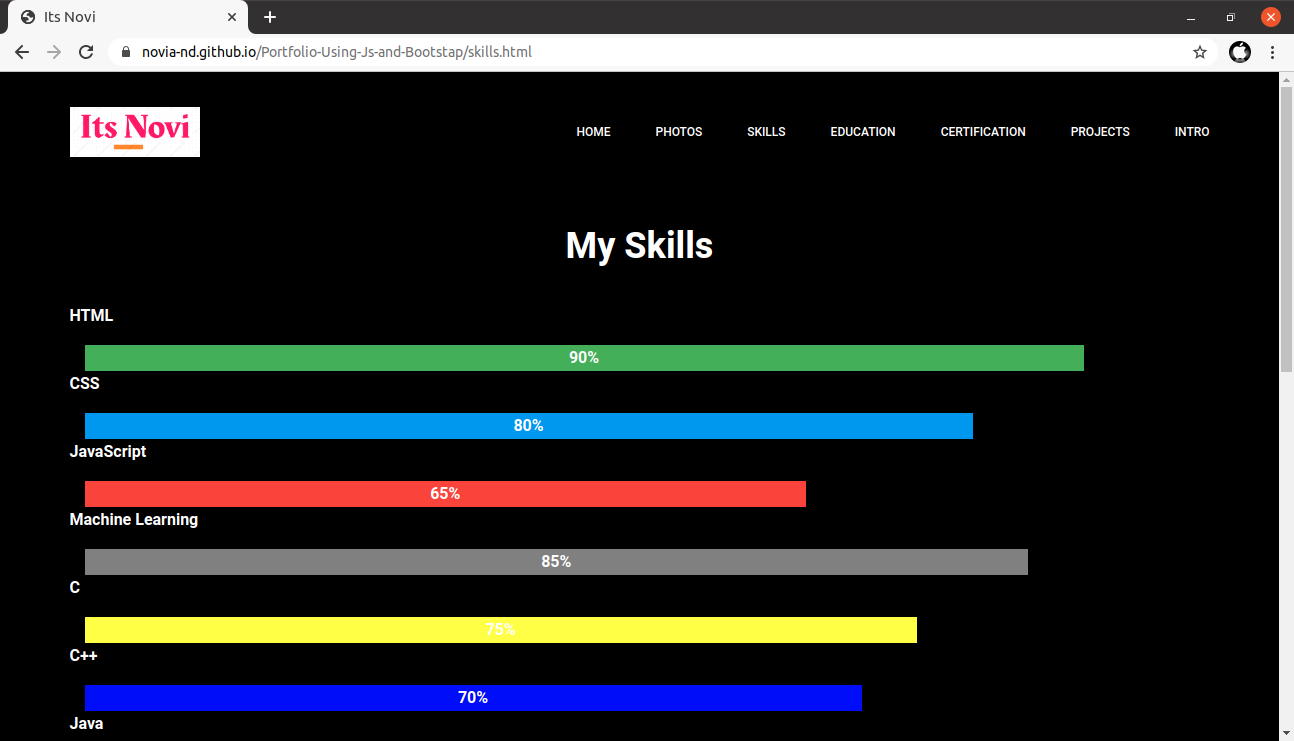 Its Novi
novia-nd.github.io/Portfolio-Using-Js-and-Bootstap/skills.html
Its Novi
HOME PHOTOS SKILLS EDUCATION CERTIFICATION PROJECTS INTRO
My Skills
HTML
90%
CSS
80%
JavaScript
65%
Machine Learning
85%
C
75%
C++
70%
Java